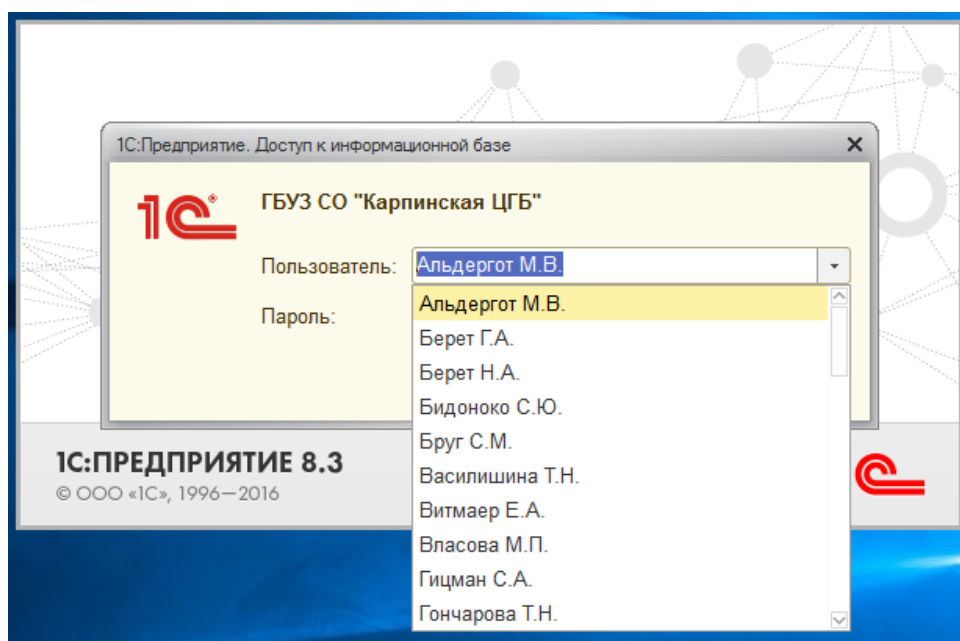 1С:Предприятие. Доступ к информационной базе
1С
ГБУЗ СО "Карпинская ЦГБ"
Пользователь: Альдергот М.В.
Пароль:
Альдергот М.В.
Берет Г.А.
Берет Н.А.
Бидоноко С.Ю.
Бруг С.М.
Василишина Т.Н.
Витмаер Е.А.
Власова М.П.
Гицман С.А.
Гончарова Т.Н.
1С:ПРЕДПРИЯТИЕ 8.3
© ООО «1С», 1996—2016